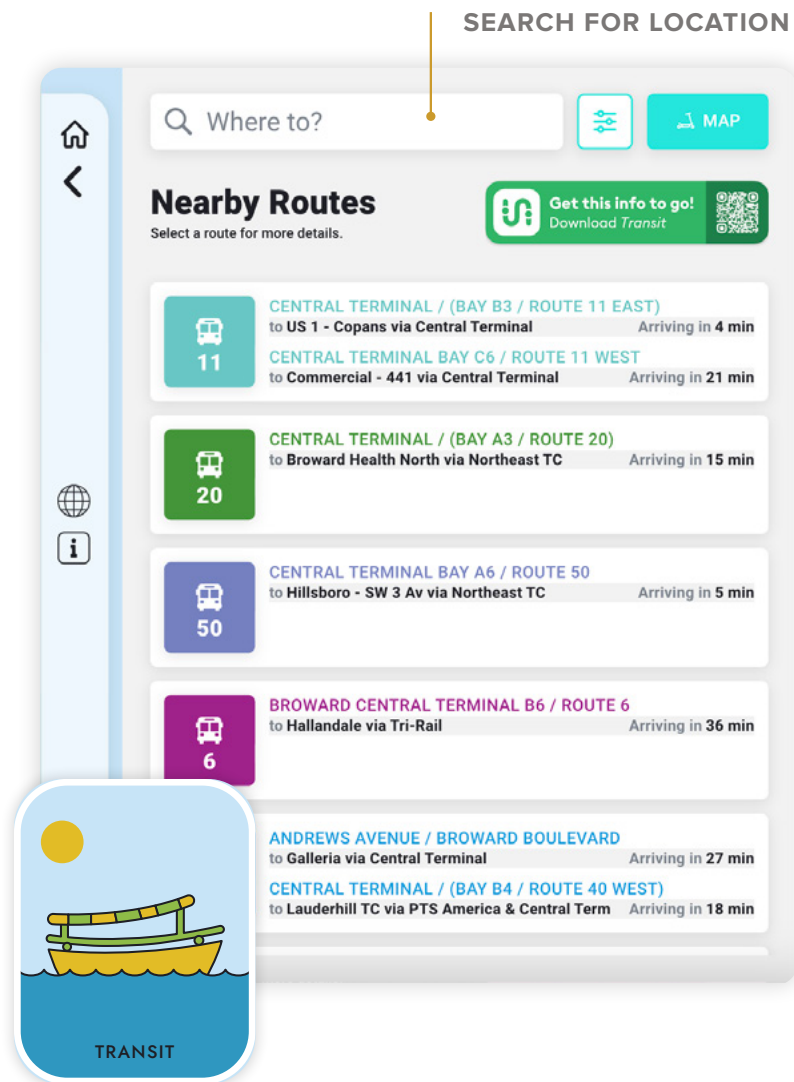 SEARCH FOR LOCATION
Where to?
MAP
Nearby Routes
Select a route for more details.
Get this info to go!
Download Transit
CENTRAL TERMINAL / (BAY B3 / ROUTE 11 EAST)
to US 1 - Copans via Central Terminal Arriving in 4 min
11
CENTRAL TERMINAL BAY C6 / ROUTE 11 WEST
to Commercial - 441 via Central Terminal Arriving in 21 min
CENTRAL TERMINAL / (BAY A3 / ROUTE 20)
to Broward Health North via Northeast TC Arriving in 15 min
20
CENTRAL TERMINAL BAY A6 / ROUTE 50
to Hillsboro - SW 3 Av via Northeast TC Arriving in 5 min
50
BROWARD CENTRAL TERMINAL B6 / ROUTE 6
to Hallandale via Tri-Rail Arriving in 36 min
6
ANDREWS AVENUE / BROWARD BOULEVARD
to Galleria via Central Terminal Arriving in 27 min
CENTRAL TERMINAL / (BAY B4 / ROUTE 40 WEST)
to Lauderhill TC via PTS America & Central Term Arriving in 18 min
TRANSIT